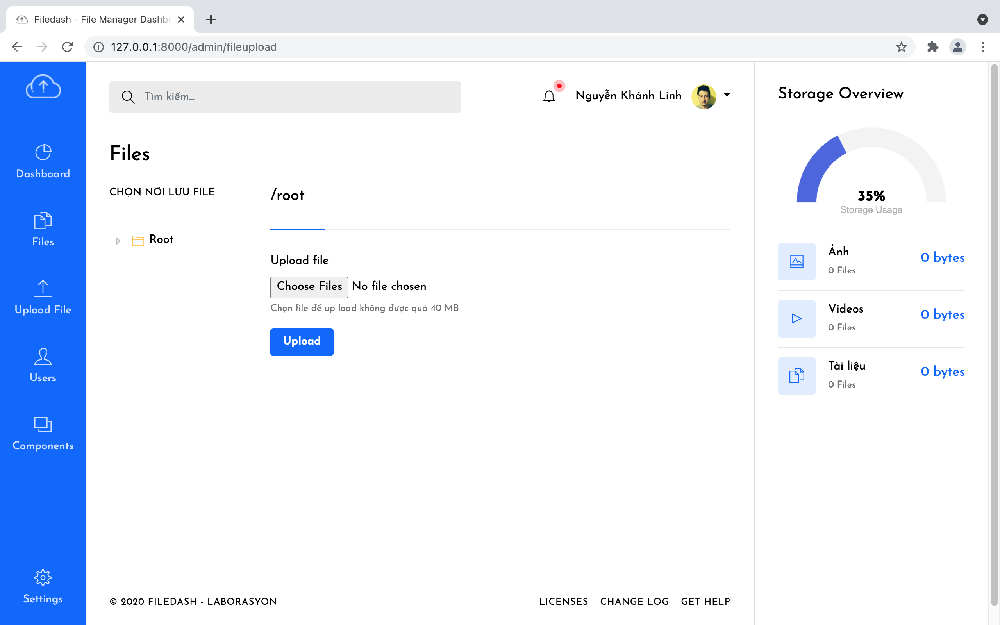 Filedash - File Manager Dashbo
127.0.0.1:8000/admin/fileupload
Dashboard
Files
Upload File
Users
Components
Settings
Tìm kiếm...
Nguyễn Khánh Linh
Files
CHỌN NƠI LƯU FILE
Root
/root
Upload file
Choose Files No file chosen
Chọn file để up load không được quá 40 MB
Upload
© 2020 FILEDASH - LABORASYON
LICENSES CHANGE LOG GET HELP
Storage Overview
35%
Storage Usage
Ảnh
0 Files
0 bytes
Videos
0 Files
0 bytes
Tài liệu
0 Files
0 bytes